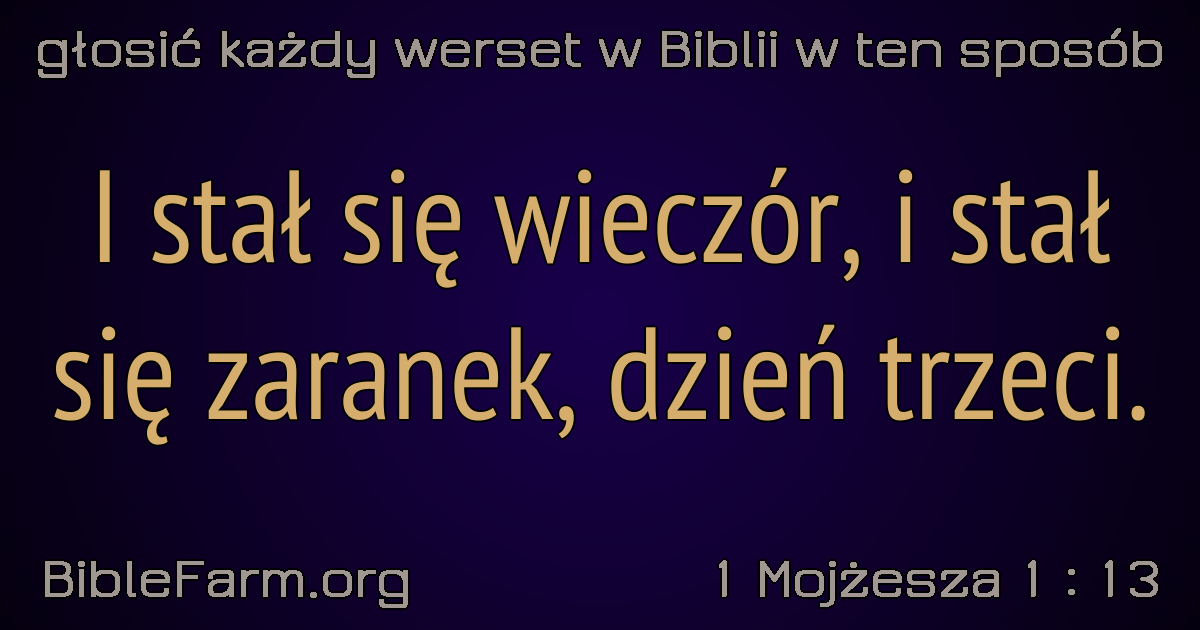 głosić każdy werset w Biblii w ten sposób
I stał się wieczór, i stał
się zaranek, dzień trzeci.
BibleFarm.org
1 Mojżesza 1 : 13